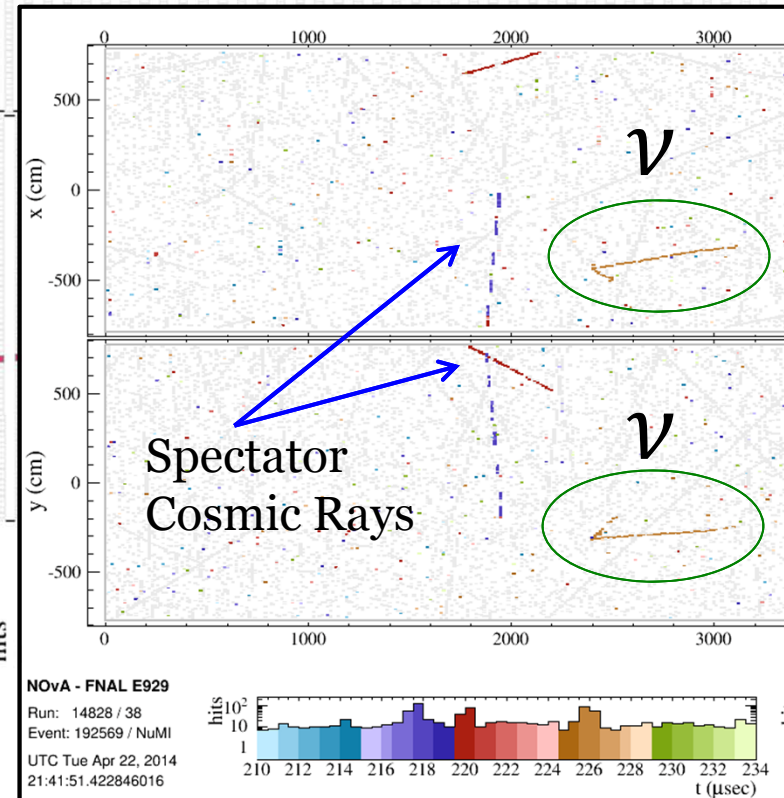 0 1000 2000 3000
500
0
-500
x (cm)
ν
500
0
-500
y (cm)
ν
Spectator
Cosmic Rays
0 1000 2000 3000
hits
NOvA - FNAL E929
Run: 14828 / 38
Event: 192569 / NuMI
UTC Tue Apr 22, 2014
21:41:51.422846016
hits
10²
10
1
210 212 214 216 218 220 222 224 226 228 230 232 234
t (μsec)